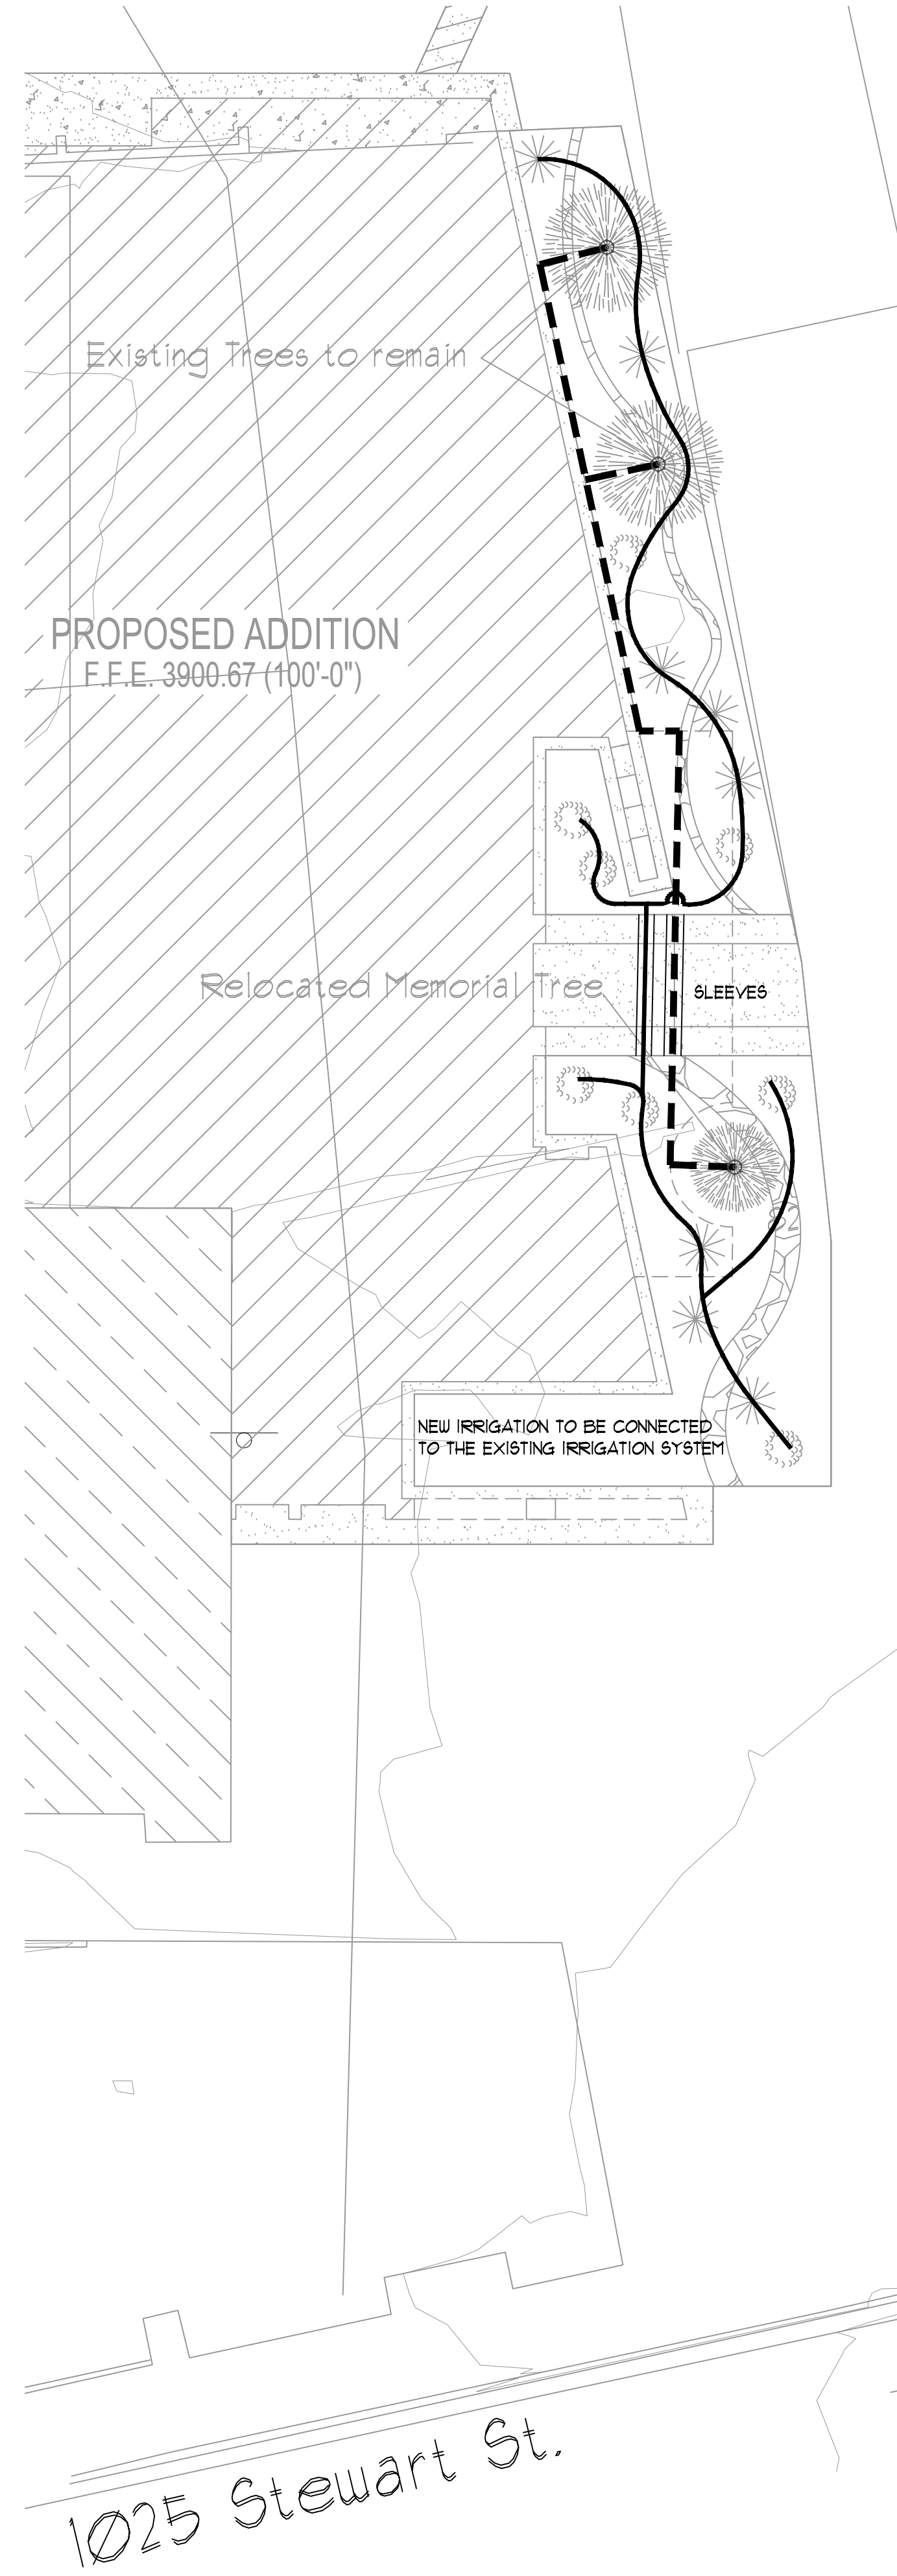 Existing Trees to remain
PROPOSED ADDITION
F.F.E. 3900.67 (100'-0")
Relocated Memorial Tree
SLEEVES
NEW IRRIGATION TO BE CONNECTED
TO THE EXISTING IRRIGATION SYSTEM
1025 Stewart St.